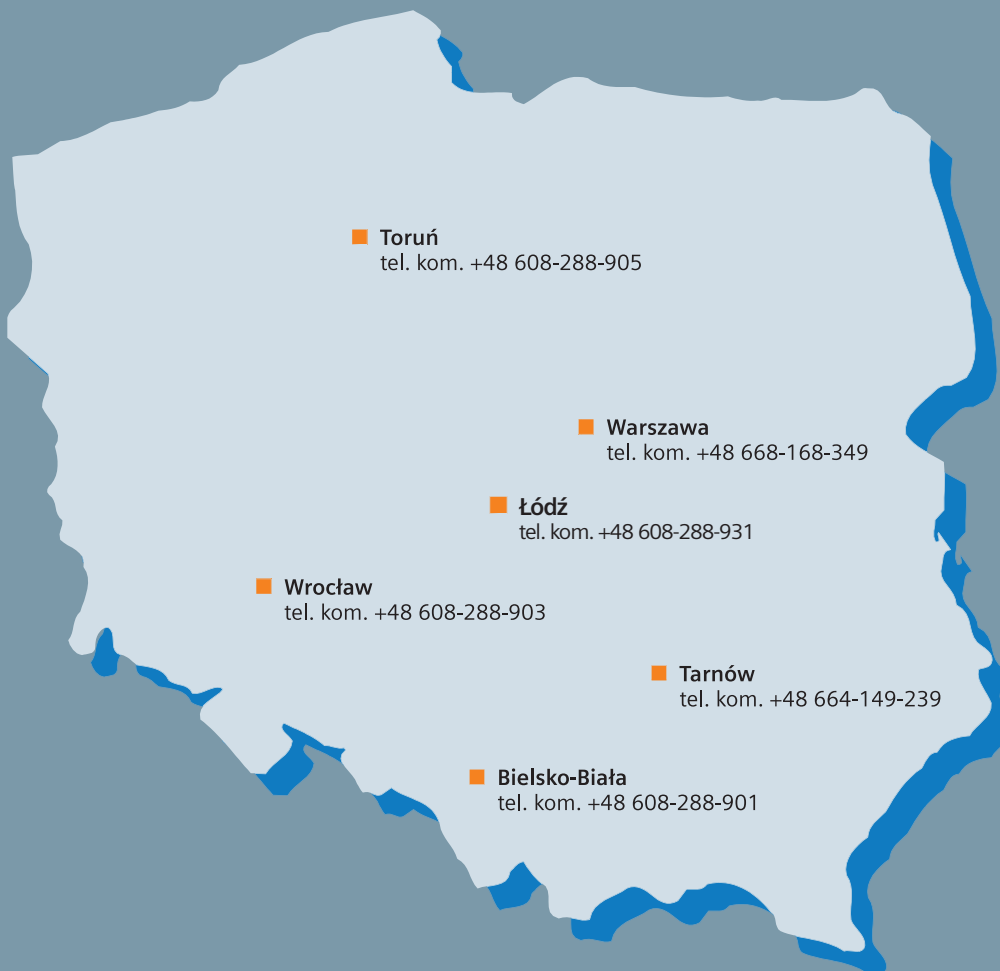 Toruń
tel. kom. +48 608-288-905
Warszawa
tel. kom. +48 668-168-349
Łódź
tel. kom. +48 608-288-931
Wrocław
tel. kom. +48 608-288-903
Tarnów
tel. kom. +48 664-149-239
Bielsko-Biała
tel. kom. +48 608-288-901